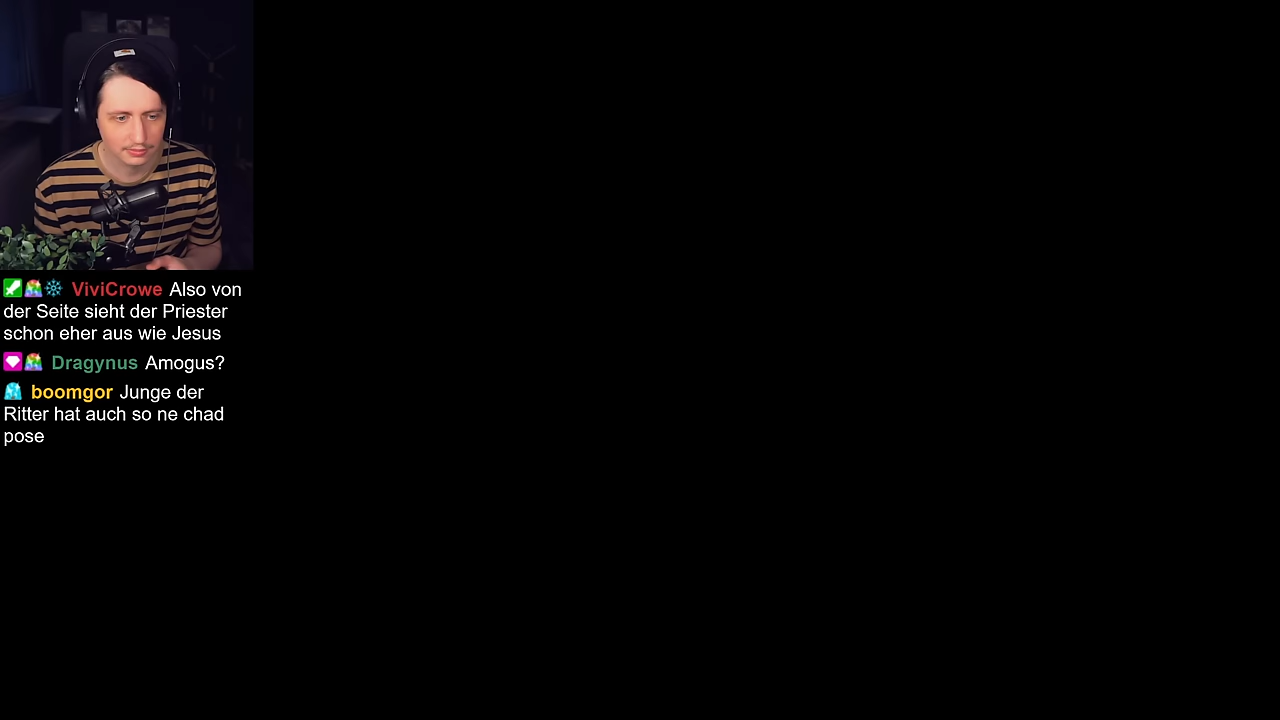 ViviCrowe Also von
der Seite sieht der Priester
schon eher aus wie Jesus
Dragynus Amogus?
boomgor Junge der
Ritter hat auch so ne chad
pose